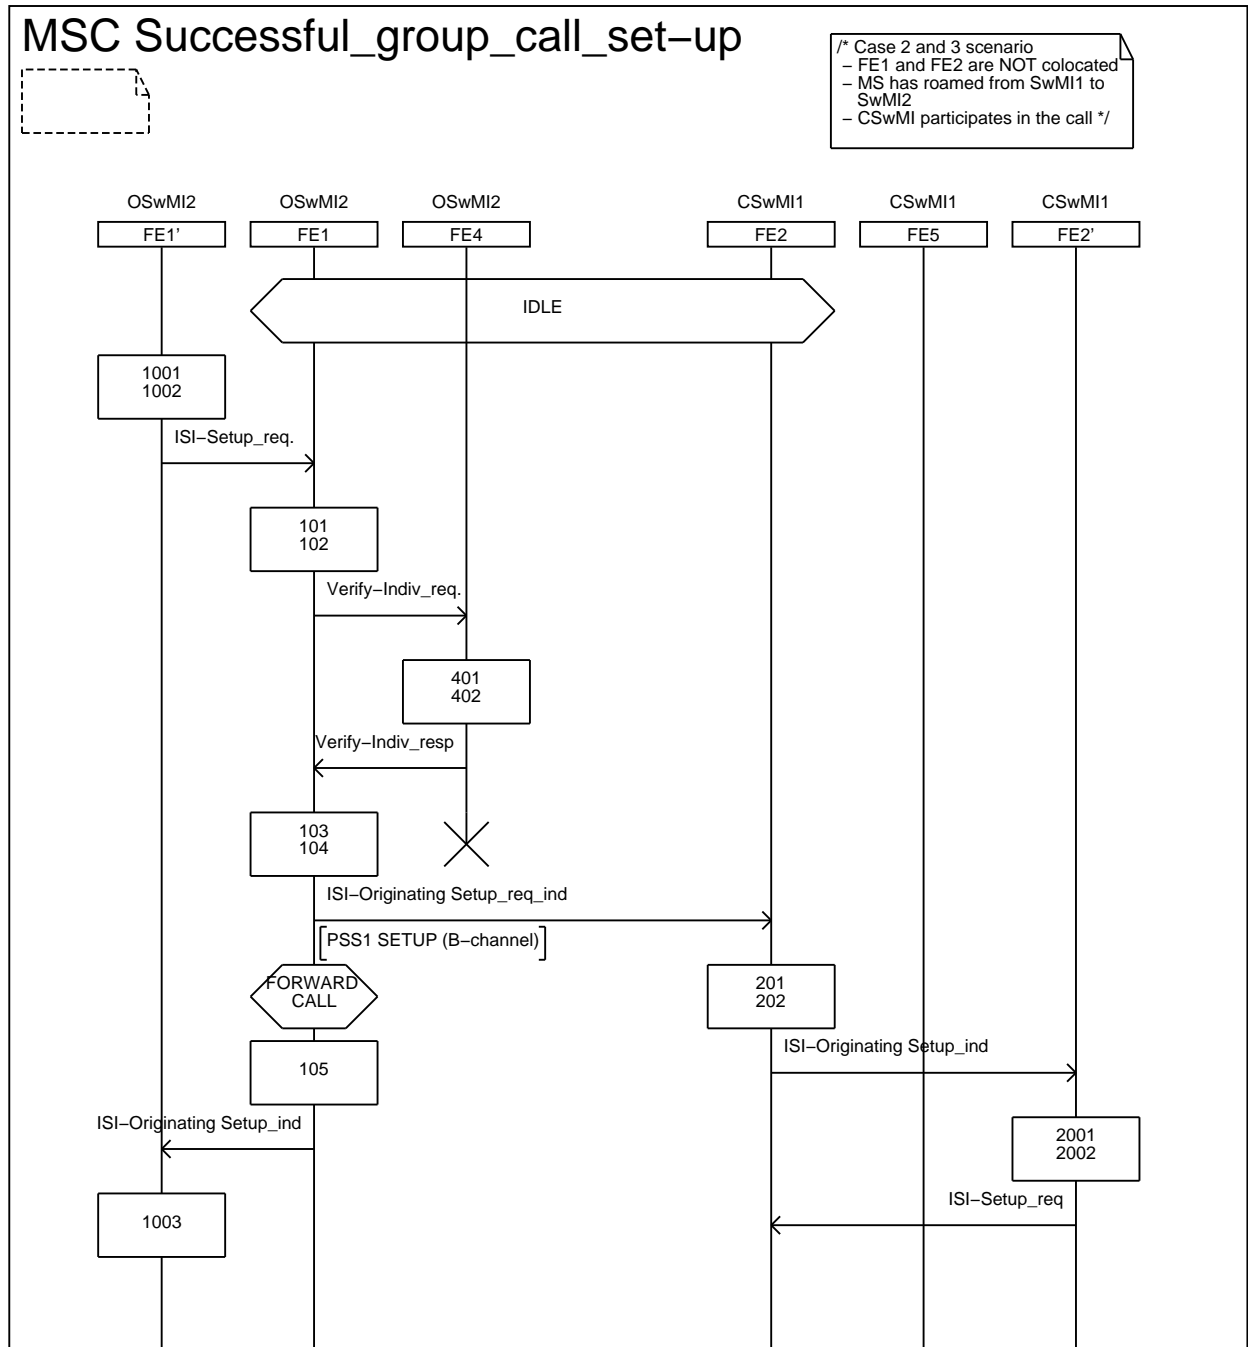 MSC Successful_group_call_set−up
/* Case 2 and 3 scenario
− FE1 and FE2 are NOT colocated
− MS has roamed from SwMI1 to
SwMI2
− CSwMI participates in the call */
OSwMI2 OSwMI2 OSwMI2 CSwMI1 CSwMI1 CSwMI1
FE1' FE1 FE4 FE2 FE5 FE2'
IDLE
1001
1002
ISI−Setup_req.
101
102
Verify−Indiv_req.
401
402
Verify−Indiv_resp
103
104
ISI−Originating Setup_req_ind
PSS1 SETUP (B−channel)
FORWARD
CALL
201
202
ISI−Originating Setup_ind
105
ISI−Originating Setup_ind
2001
2002
ISI−Setup_req
1003